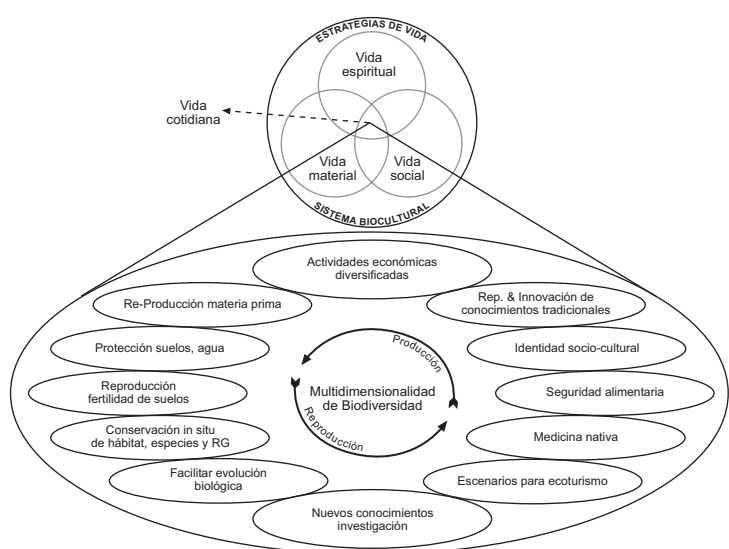 ESTRATEGIAS DE VIDA
Vida
espiritual
Vida
cotidiana
Vida
material
Vida
social
SISTEMA BIOCULTURAL
Actividades económicas
diversificadas
Re-Producción materia prima
Rep. & Innovación de
conocimientos tradicionales
Protección suelos, agua
Producción
Identidad socio-cultural
Reproducción
fertilidad de suelos
Multidimensionalidad
de Biodiversidad
Seguridad alimentaria
Reproducción
Conservación in situ
de hábitat, especies y RG
Medicina nativa
Facilitar evolución
biológica
Escenarios para ecoturismo
Nuevos conocimientos
investigación